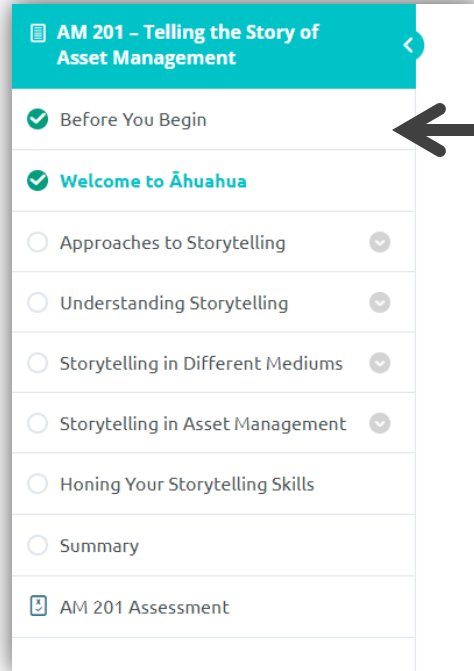 AM 201 – Telling the Story of
Asset Management
Before You Begin
Welcome to Āhuahua
Approaches to Storytelling
Understanding Storytelling
Storytelling in Different Mediums
Storytelling in Asset Management
Honing Your Storytelling Skills
Summary
AM 201 Assessment